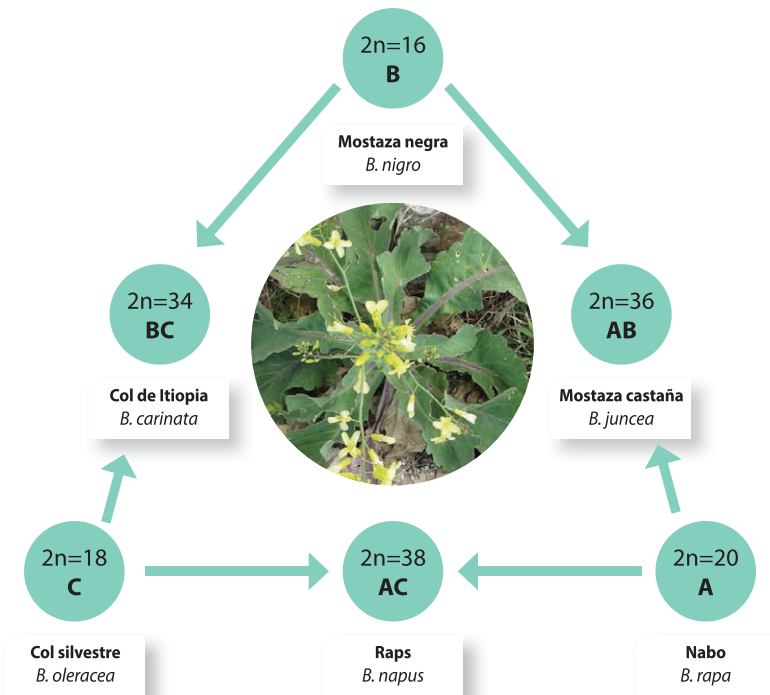 2n=16
B
Mostaza negra
B. nigro
2n=34
BC
Col de Itiopia
B. carinata
2n=36
AB
Mostaza castaña
B. juncea
2n=18
C
Col silvestre
B. oleracea
2n=38
AC
Raps
B. napus
2n=20
A
Nabo
B. rapa